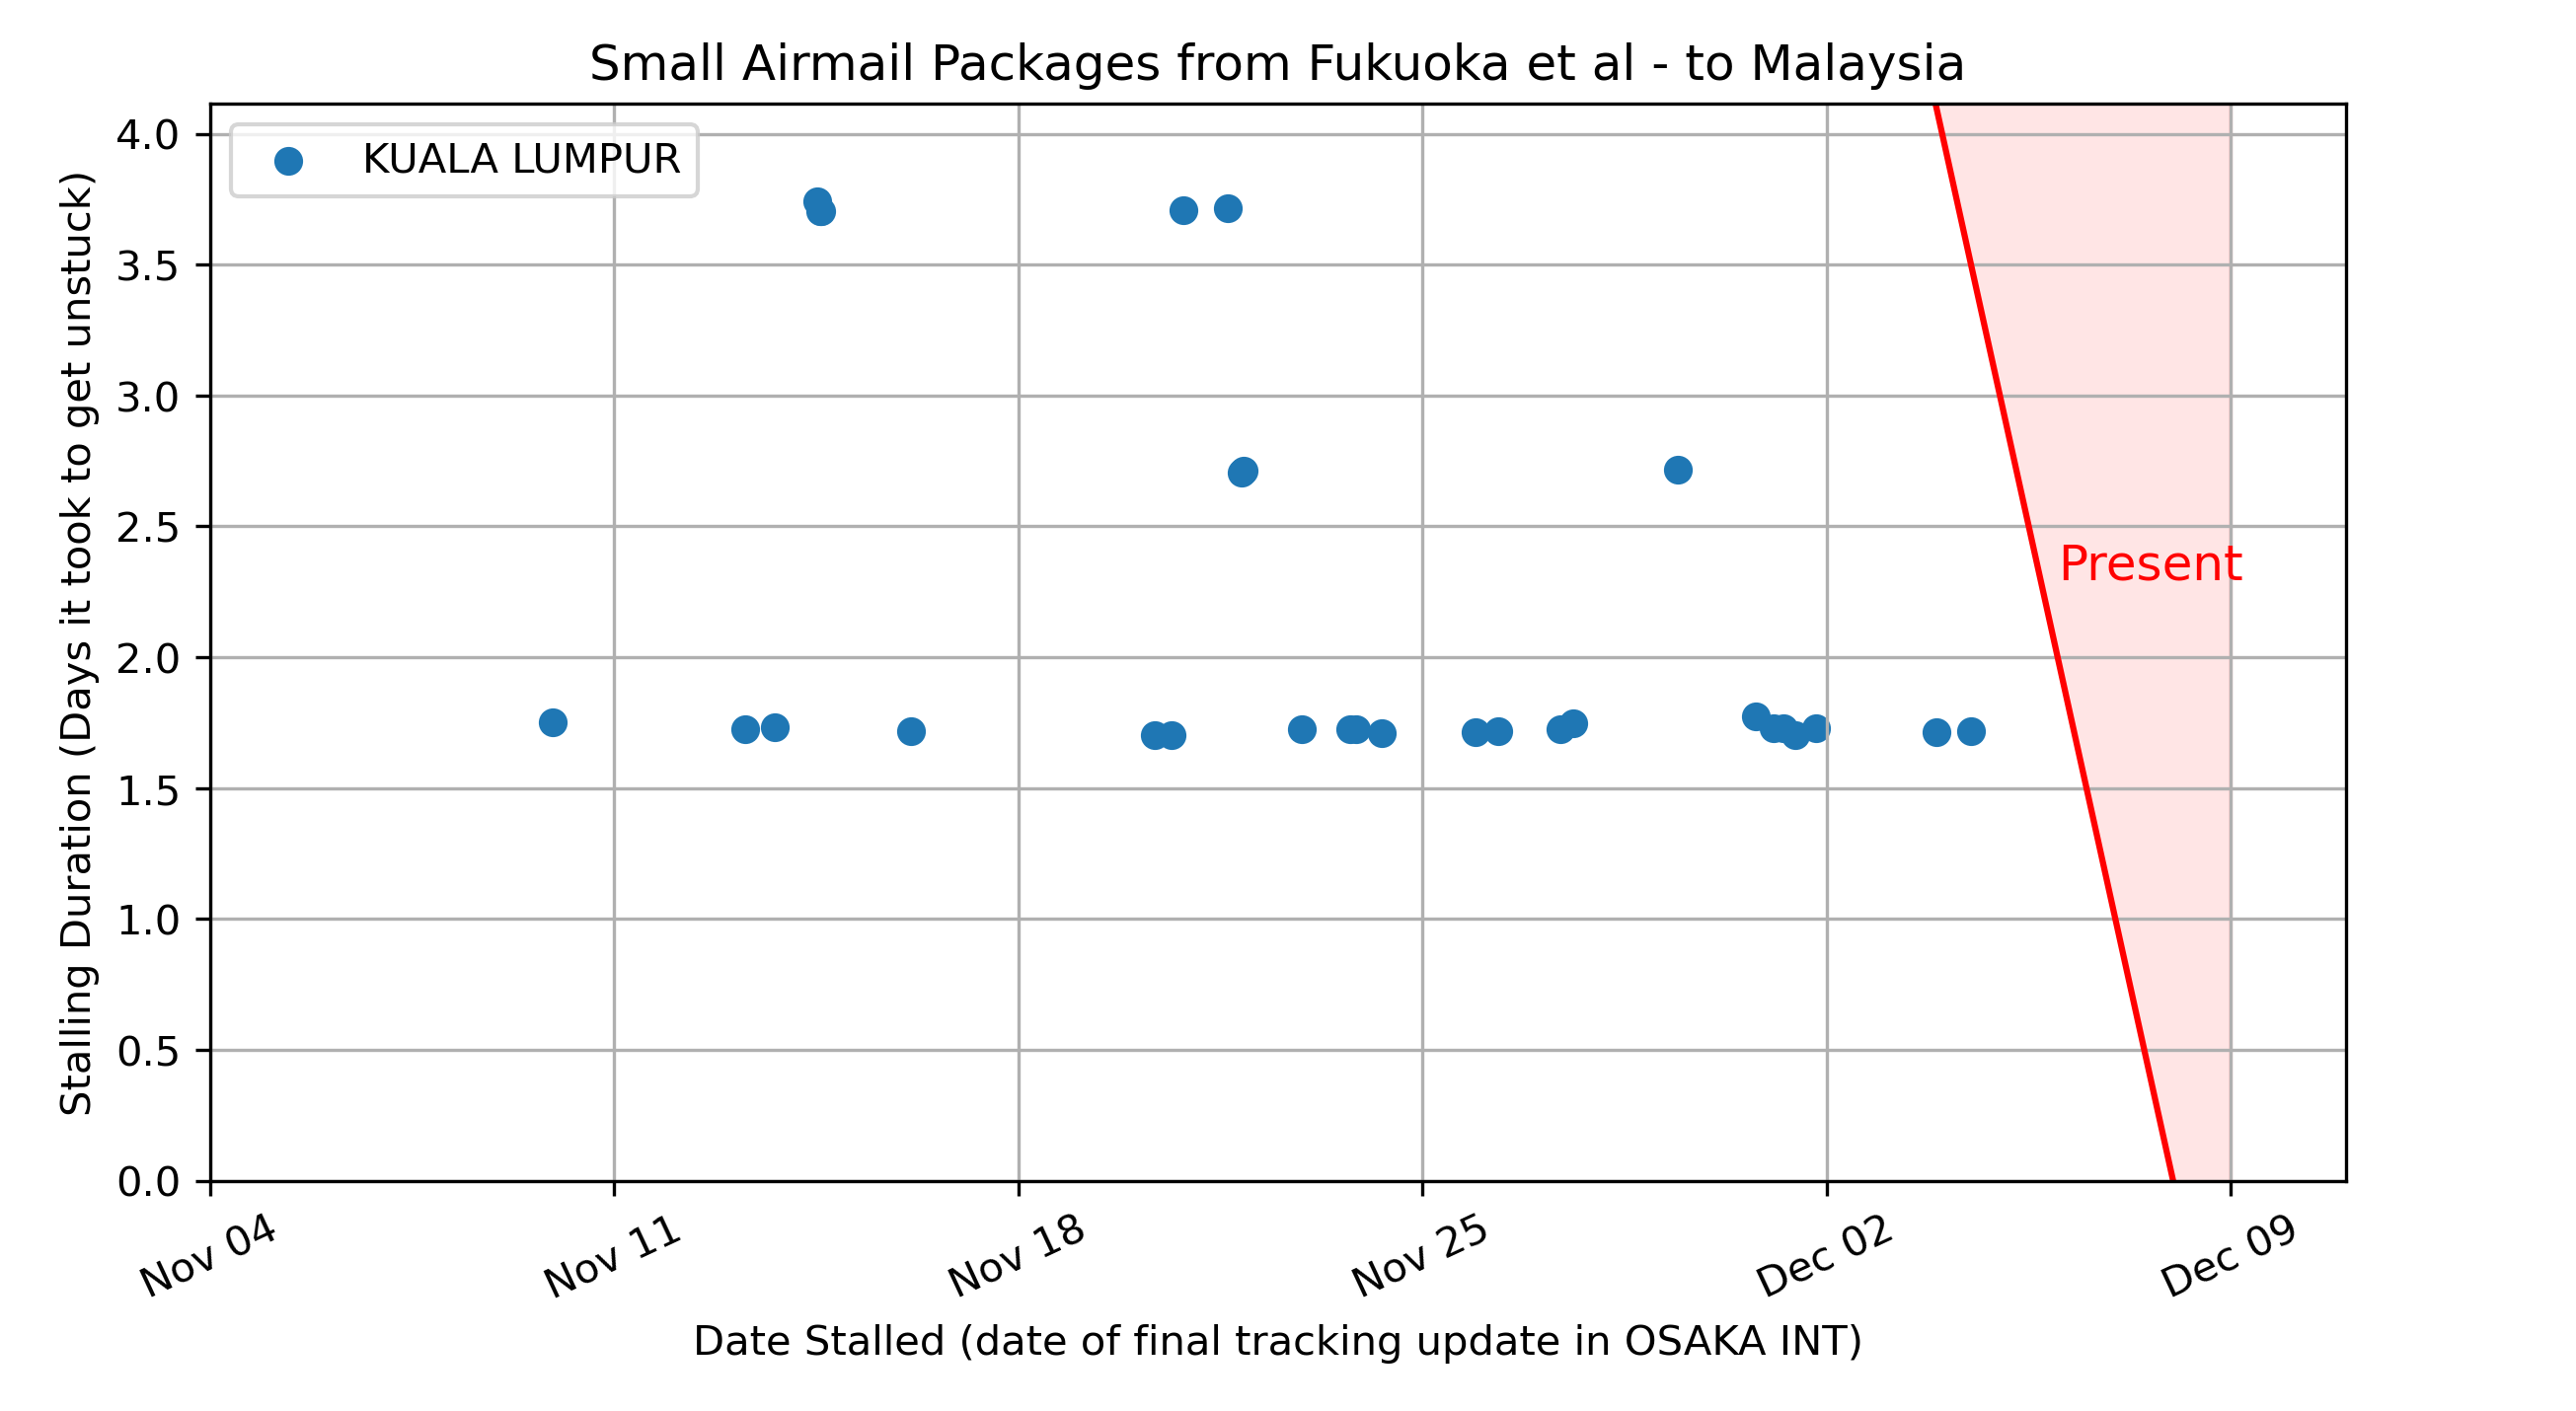 Small Airmail Packages from Fukuoka et al - to Malaysia
KUALA LUMPUR
Stalling Duration (Days it took to get unstuck)
4.0
3.5
3.0
2.5
2.0
1.5
1.0
0.5
0.0
Present
Nov 04
Nov 11
Nov 18
Nov 25
Dec 02
Dec 09
Date Stalled (date of final tracking update in OSAKA INT)